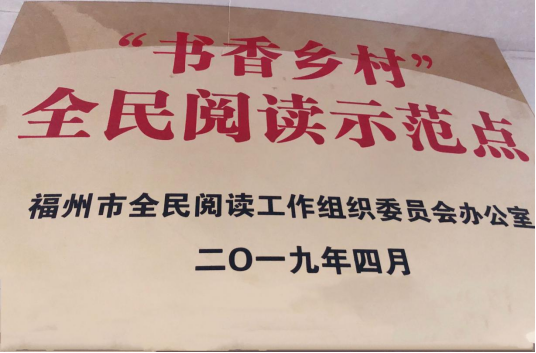 “书香乡村”
全民阅读示范点
福州市全民阅读工作组织委员会办公室
二〇一九年四月